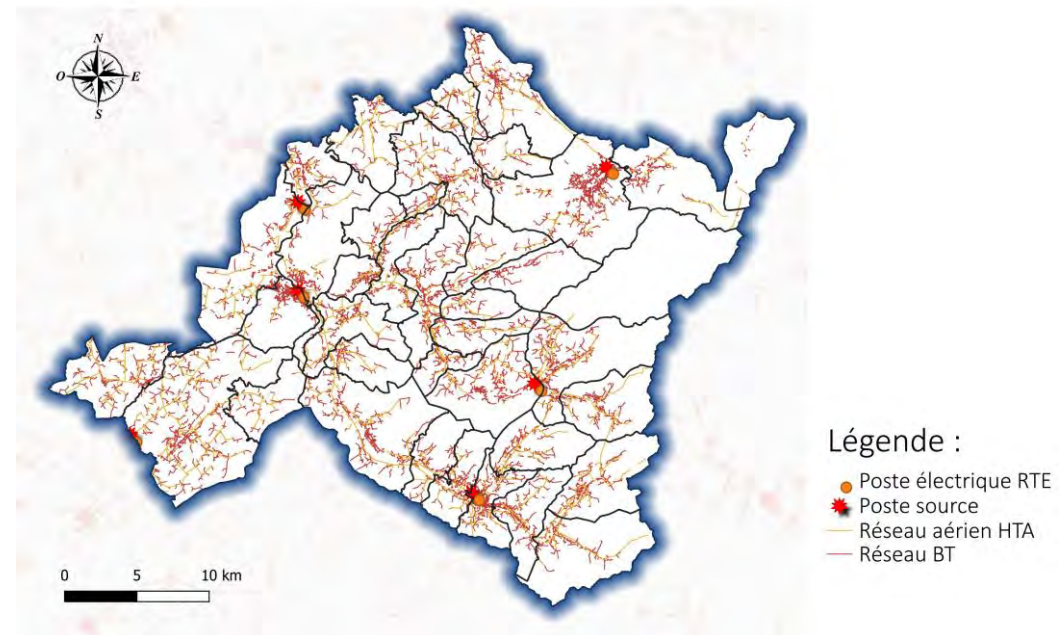 N
O
E
S
Légende :
Poste électrique RTE
Poste source
Réseau aérien HTA
Réseau BT
0 5 10 km